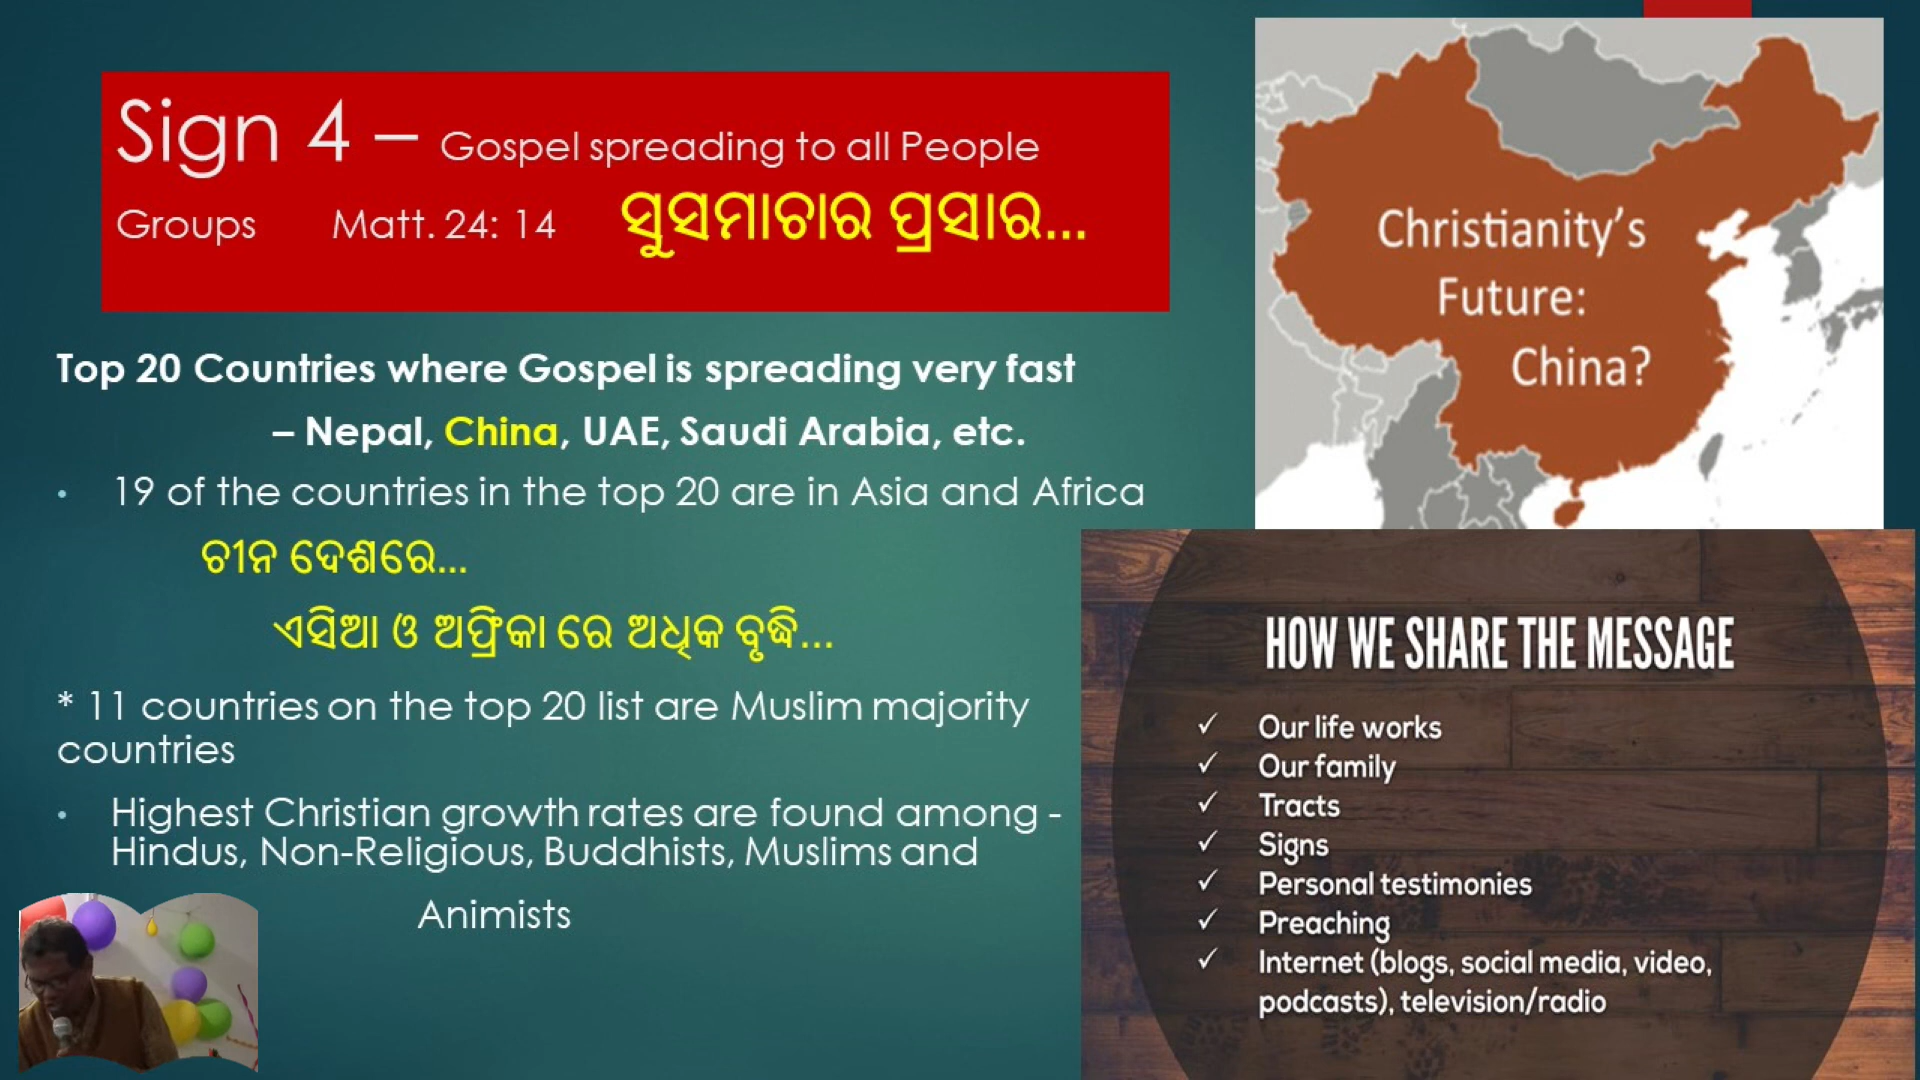 Sign 4 – Gospel spreading to all People
Groups Matt. 24: 14 ସୁସମାଚାର ପ୍ରସାର...
Top 20 Countries where Gospel is spreading very fast
– Nepal, China, UAE, Saudi Arabia, etc.
• 19 of the countries in the top 20 are in Asia and Africa
ଚୀନ ଦେଶରେ...
ଏସିଆ ଓ ଅଫ୍ରିକା ରେ ଅଧିକ ବୃଦ୍ଧି...
* 11 countries on the top 20 list are Muslim majority
countries
• Highest Christian growth rates are found among -
Hindus, Non-Religious, Buddhists, Muslims and
Animists
Christianity's
Future:
China?
HOW WE SHARE THE MESSAGE
✓ Our life works
✓ Our family
✓ Tracts
✓ Signs
✓ Personal testimonies
✓ Preaching
✓ Internet (blogs, social media, video,
podcasts), television/radio